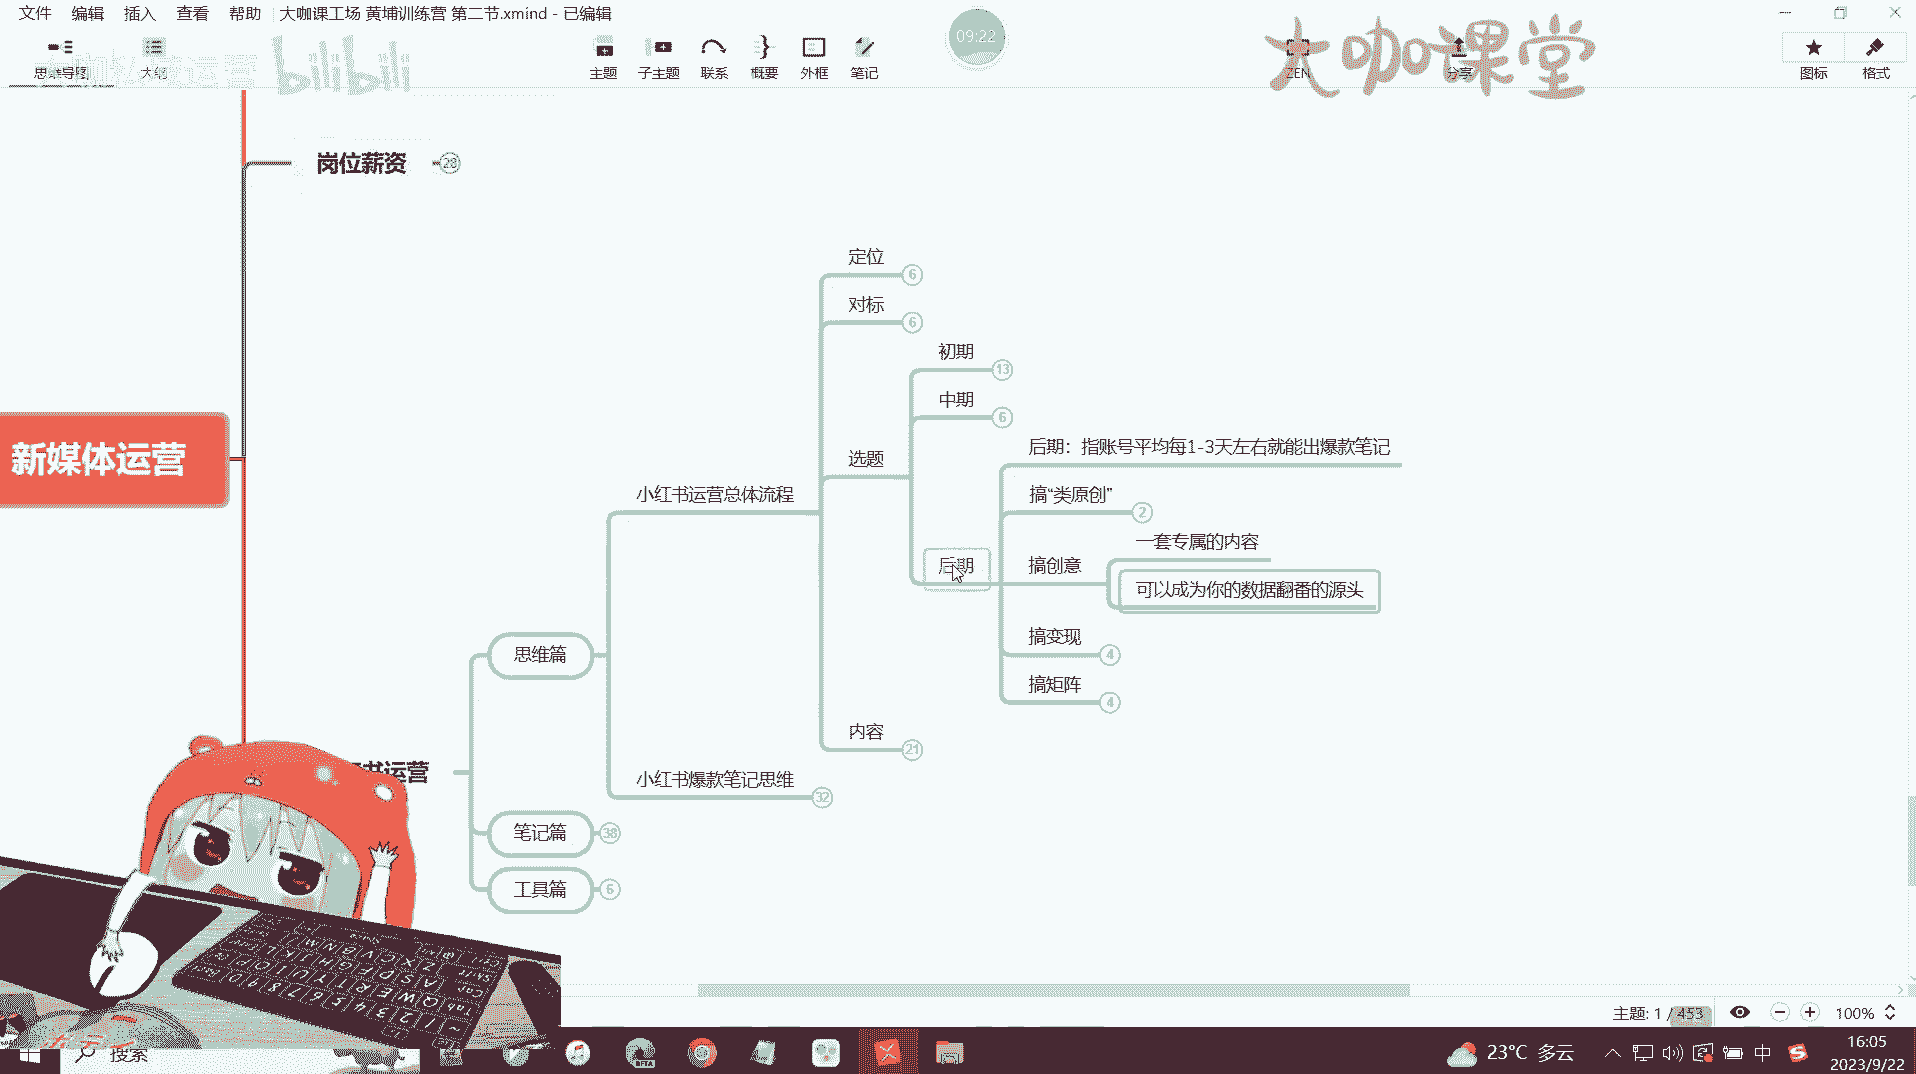 文件 编辑 插入 查看 帮助 大咖课工场 黄埔训练营 第二节.xmind - 已编辑
思维导图 大纲 主题 子主题 联系 概要 外框 笔记 ZEN 分享 图标 格式
bilibili
09:22
大咖课堂
岗位薪资 28
定位 6
对标 6
初期 13
中期 6
后期：指账号平均每1-3天左右就能出爆款笔记
新媒体运营
选题
小红书运营总体流程
搞“类原创” 2
一套专属的内容
后期
搞创意
可以成为你的数据翻番的源头
搞变现 4
思维篇
搞矩阵 4
内容 21
书运营
小红书爆款笔记思维 32
笔记篇 38
工具篇 6
主题: 1 / 453 100%
搜索
BETA
23°C 多云
中
16:05
2023/9/22